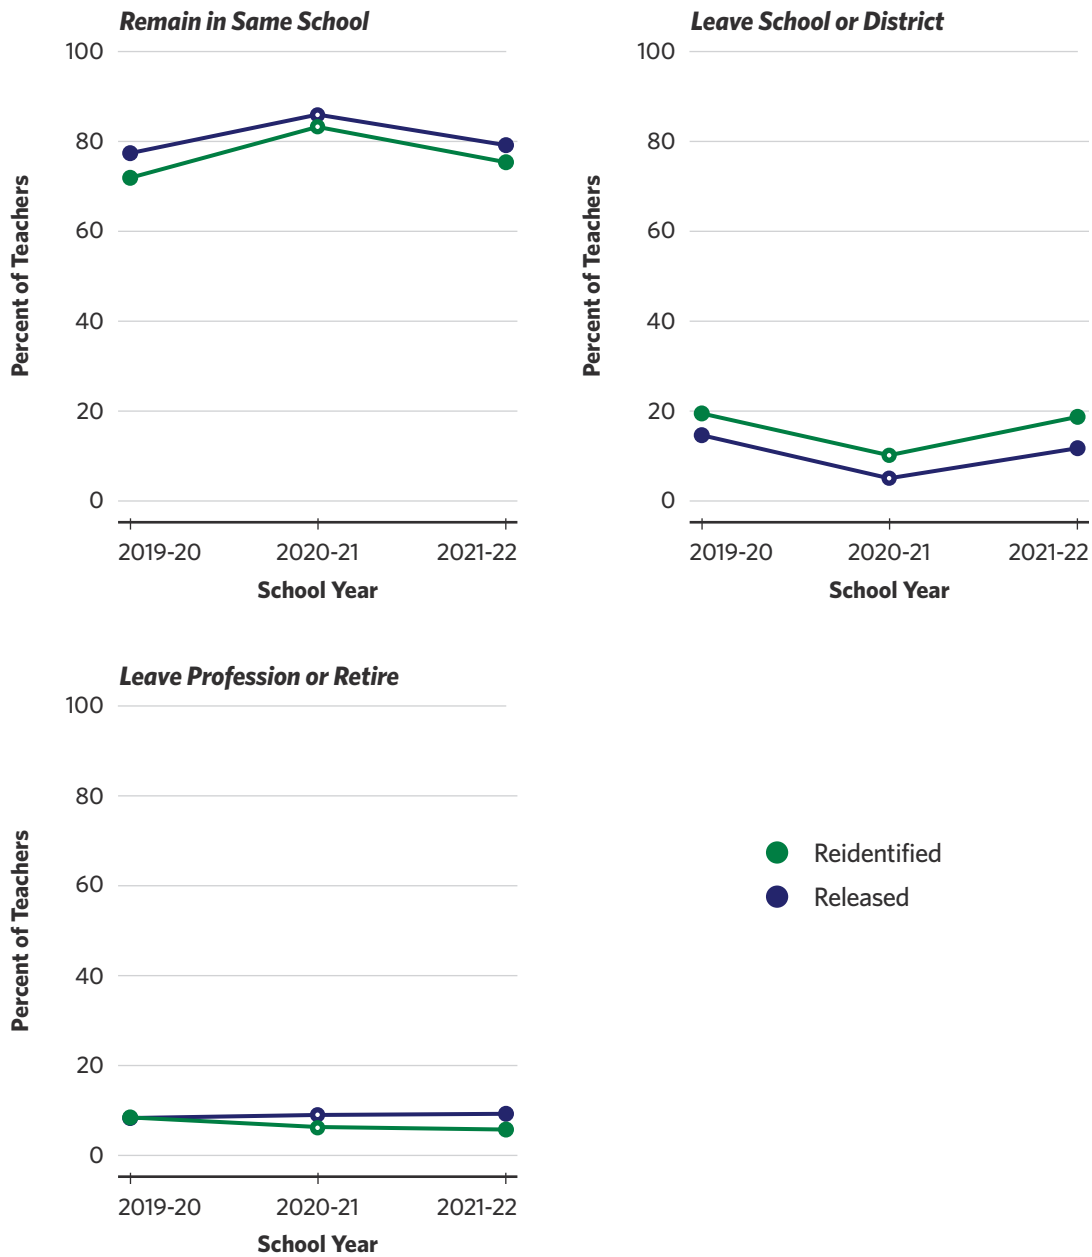 Remain in Same School
100
80
60
40
20
0
Percent of Teachers
2019-20 2020-21 2021-22
School Year
Leave School or District
100
80
60
40
20
0
Percent of Teachers
2019-20 2020-21 2021-22
School Year
Leave Profession or Retire
100
80
60
40
20
0
Percent of Teachers
2019-20 2020-21 2021-22
School Year
Reidentified
Released